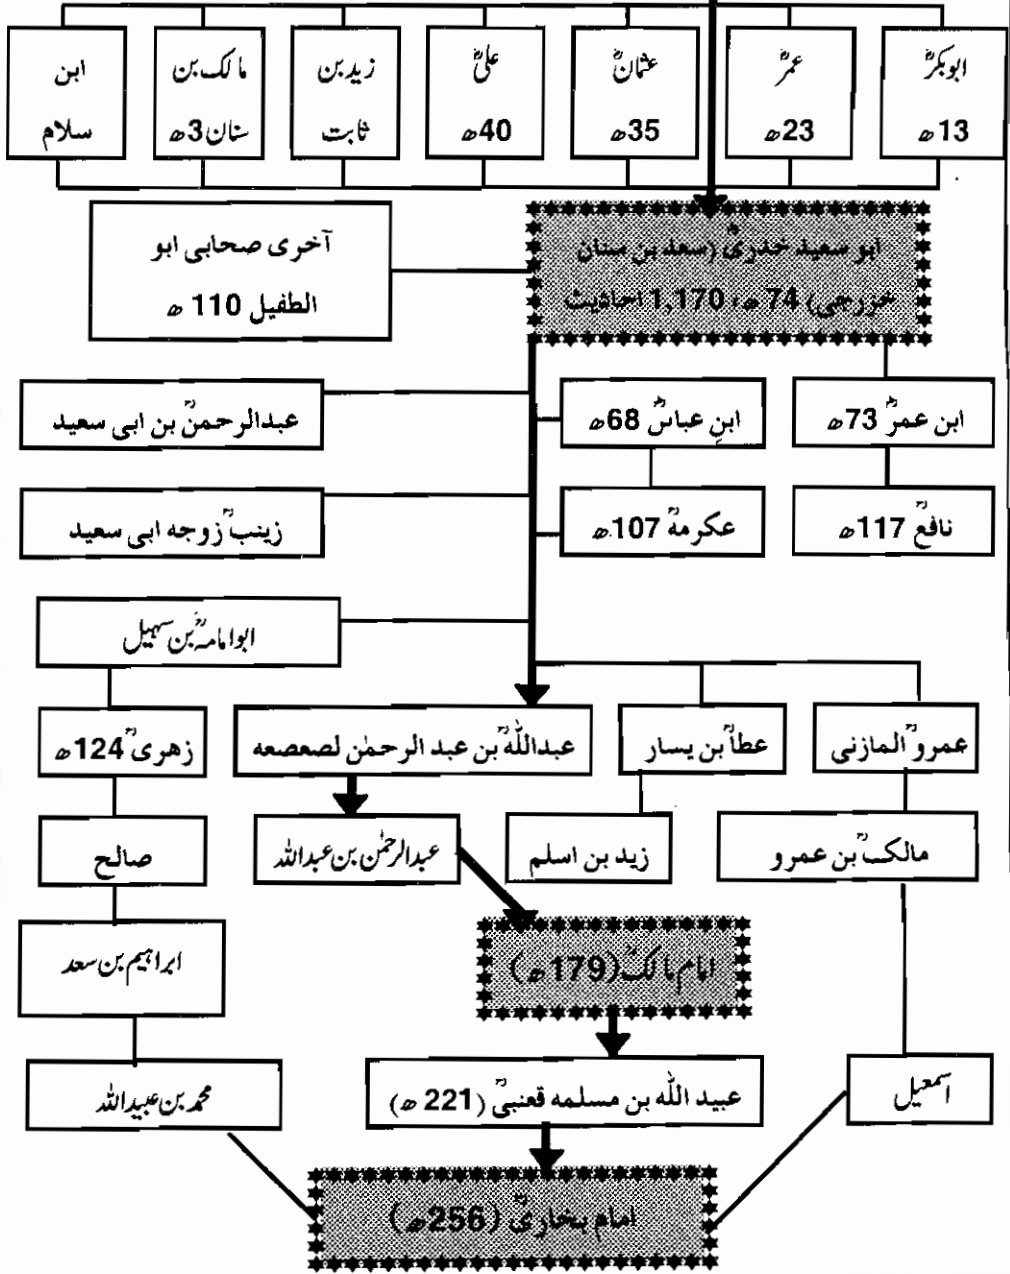 ابوبکرؓ
13ھ
عمرؓ
23ھ
عثمانؓ
35ھ
علیؓ
40ھ
زید بن
ثابت
مالک بن
سنان 3ھ
ابن
سلام
ابو سعید خدریؓ (سعد بن سنان
خزرجی) 74ھ، 1,170 احادیث
آخری صحابی ابو
الطفیل 110ھ
ابن عمرؓ 73ھ
ابنِ عباسؓ 68ھ
عبدالرحمنؒ بن ابی سعید
نافعؒ 117ھ
عکرمہؒ 107ھ
زینبؒ زوجہ ابی سعید
ابوامامہؒ بن سہیل
عمروؒ المازنی
عطاؒ بن یسار
عبداللہؒ بن عبد الرحمٰن لصعصعہ
زھریؒ 124ھ
مالکؒ بن عمرو
زید بن اسلم
عبدالرحمٰن بن عبداللہ
صالح
امام مالکؒ (179ھ)
ابراہیم بن سعد
اسمٰعیل
عبید اللہ بن مسلمہ قعنبیؒ (221ھ)
محمد بن عبیداللہ
امام بخاریؒ (256ھ)